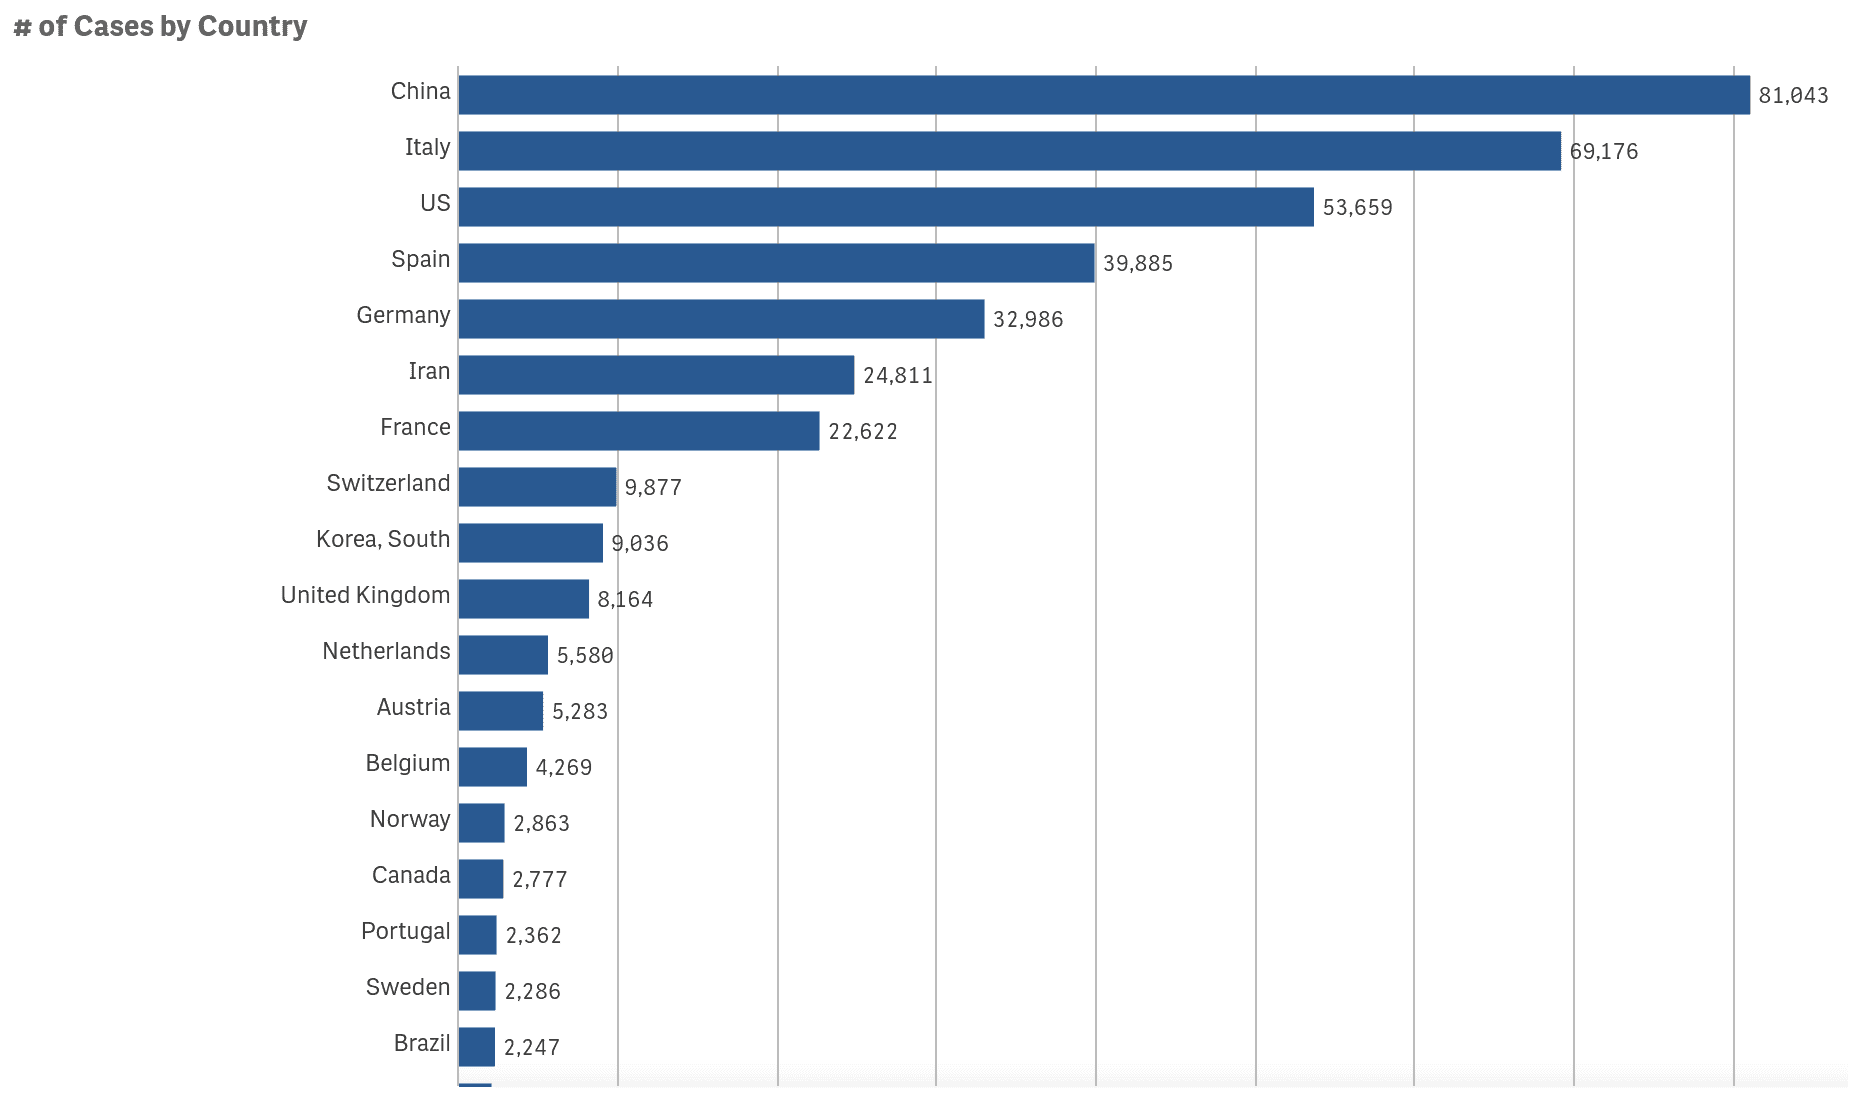 # of Cases by Country
China 81,043
Italy 69,176
US 53,659
Spain 39,885
Germany 32,986
Iran 24,811
France 22,622
Switzerland 9,877
Korea, South 9,036
United Kingdom 8,164
Netherlands 5,580
Austria 5,283
Belgium 4,269
Norway 2,863
Canada 2,777
Portugal 2,362
Sweden 2,286
Brazil 2,247